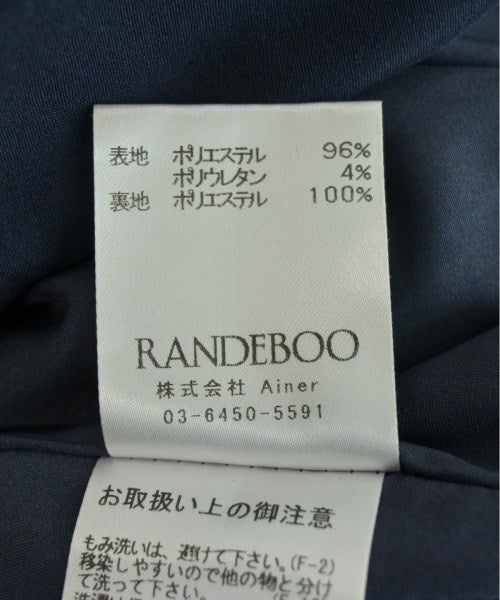 表地 ポリエステル 96%
ポリウレタン 4%
裏地 ポリエステル 100%
RANDEBOO
株式会社 Ainer
03-6450-5591
お取扱い上の御注意
もみ洗いは、避けて下さい。(F-2)
移染しやすいので他の物と分け
て洗って下さい。